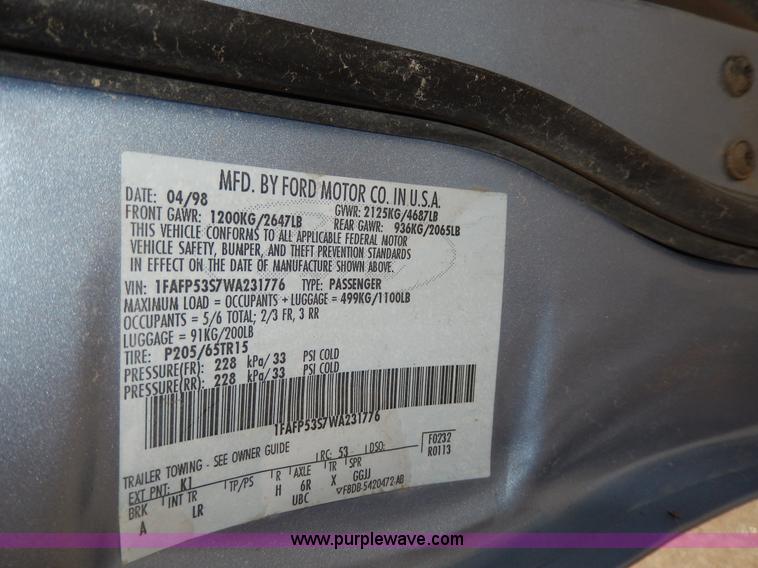 MFD. BY FORD MOTOR CO. IN U.S.A.
DATE: 04/98 GVWR: 2125KG/4687LB
FRONT GAWR: 1200KG/2647LB REAR GAWR: 936KG/2065LB
THIS VEHICLE CONFORMS TO ALL APPLICABLE FEDERAL MOTOR
VEHICLE SAFETY, BUMPER, AND THEFT PREVENTION STANDARDS
IN EFFECT ON THE DATE OF MANUFACTURE SHOWN ABOVE.
VIN: 1FAFP53S7WA231776 TYPE: PASSENGER
MAXIMUM LOAD = OCCUPANTS + LUGGAGE = 499KG/1100LB
OCCUPANTS = 5/6 TOTAL; 2/3 FR, 3 RR
LUGGAGE = 91KG/200LB
TIRE: P205/65TR15
PRESSURE(FR): 228 kPa/33 PSI COLD
PRESSURE(RR): 228 kPa/33 PSI COLD
1FAFP53S7WA231776
F0232
TRAILER TOWING - SEE OWNER GUIDE RC: 53 DSO: R0113
EXT PNT: K1
BRK INT TR TP/PS R AXLE TR SPR
A LR H 6R X GGJJ
UBC ▽F8DB-5420472-AB
www.purplewave.com